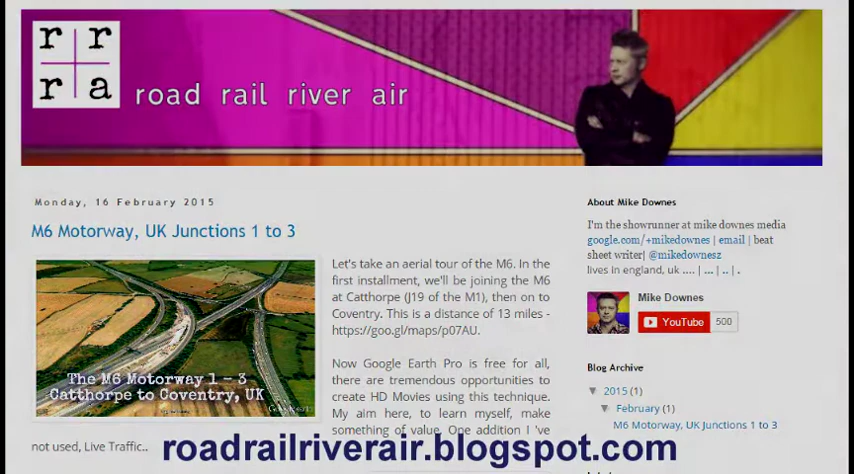 r r
r a
road rail river air
Monday, 16 February 2015
M6 Motorway, UK Junctions 1 to 3
The M6 Motorway 1 - 3
Catthorpe to Coventry, UK
Let's take an aerial tour of the M6. In the
first installment, we'll be joining the M6
at Catthorpe (J19 of the M1), then on to
Coventry. This is a distance of 13 miles -
https://goo.gl/maps/p07AU.
Now Google Earth Pro is free for all,
there are tremendous opportunities to
create HD Movies using this technique.
My aim here, to learn myself, make
something of value. One addition I 've
not used, Live Traffic..
About Mike Downes
I'm the showrunner at mike downes media
google.com/+mikedownes | email | beat
sheet writer| @mikedownesz
lives in england, uk .... | ... | .. | .
Mike Downes
YouTube 500
Blog Archive
▼ 2015 (1)
▼ February (1)
M6 Motorway, UK Junctions 1 to 3
roadrailriverair.blogspot.com